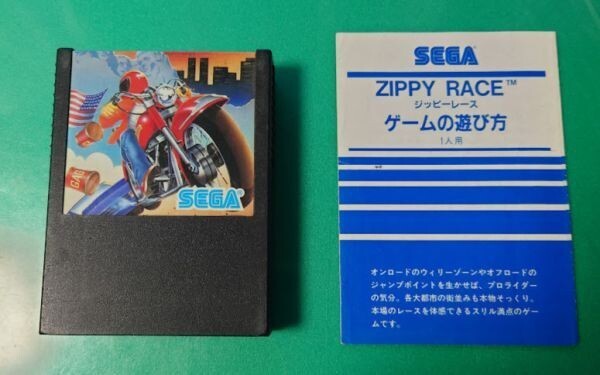 GAS
SEGA®
SEGA®
ZIPPY RACE™
ジッピーレース
ゲームの遊び方
1人用
オンロードのウィリーゾーンやオフロードの
ジャンプポイントを生かせば、プロライダー
の気分。各大都市の街並みも本物そっくり。
本場のレースを体感できるスリル満点のゲー
ムです。